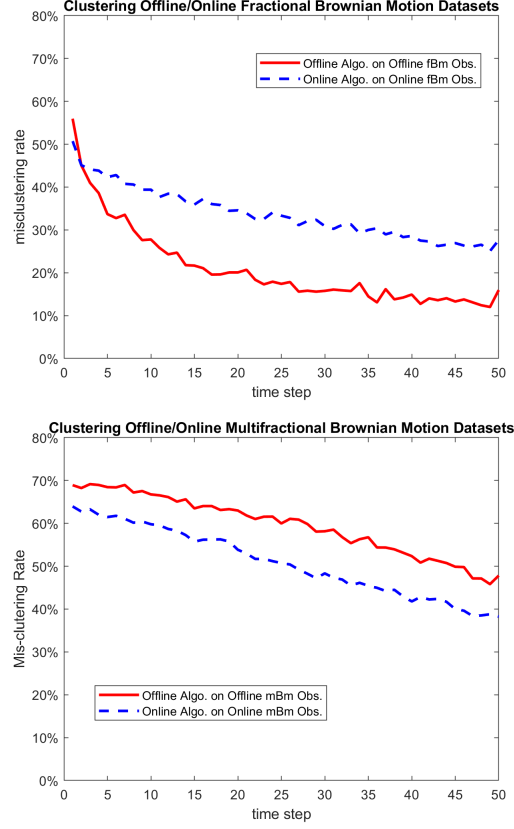 Clustering Offline/Online Fractional Brownian Motion Datasets
80%
70%
60%
50%
40%
30%
20%
10%
0%
misclustering rate
Offline Algo. on Offline fBm Obs.
Online Algo. on Online fBm Obs.
0 5 10 15 20 25 30 35 40 45 50
time step
Clustering Offline/Online Multifractional Brownian Motion Datasets
80%
70%
60%
50%
40%
30%
20%
10%
0%
Mis-clutering Rate
Offline Algo. on Offline mBm Obs.
Online Algo. on Online mBm Obs.
0 5 10 15 20 25 30 35 40 45 50
time step